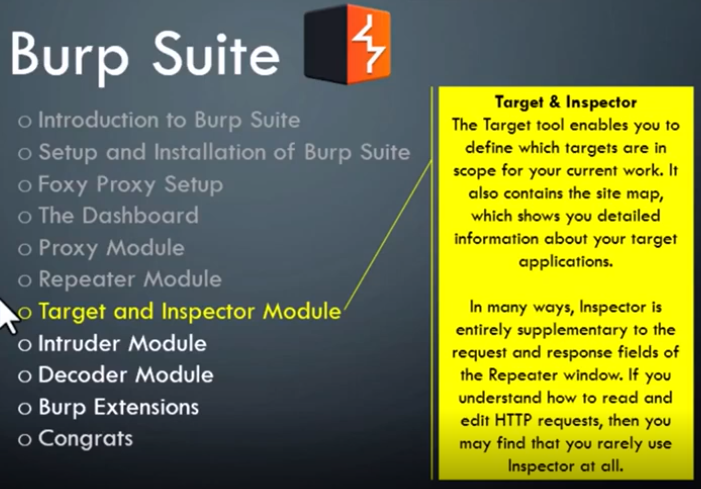 Burp Suite
o Introduction to Burp Suite
o Setup and Installation of Burp Suite
o Foxy Proxy Setup
o The Dashboard
o Proxy Module
o Repeater Module
o Target and Inspector Module
o Intruder Module
o Decoder Module
o Burp Extensions
o Congrats
Target & Inspector
The Target tool enables you to
define which targets are in
scope for your current work. It
also contains the site map,
which shows you detailed
information about your target
applications.
In many ways, Inspector is
entirely supplementary to the
request and response fields of
the Repeater window. If you
understand how to read and
edit HTTP requests, then you
may find that you rarely use
Inspector at all.